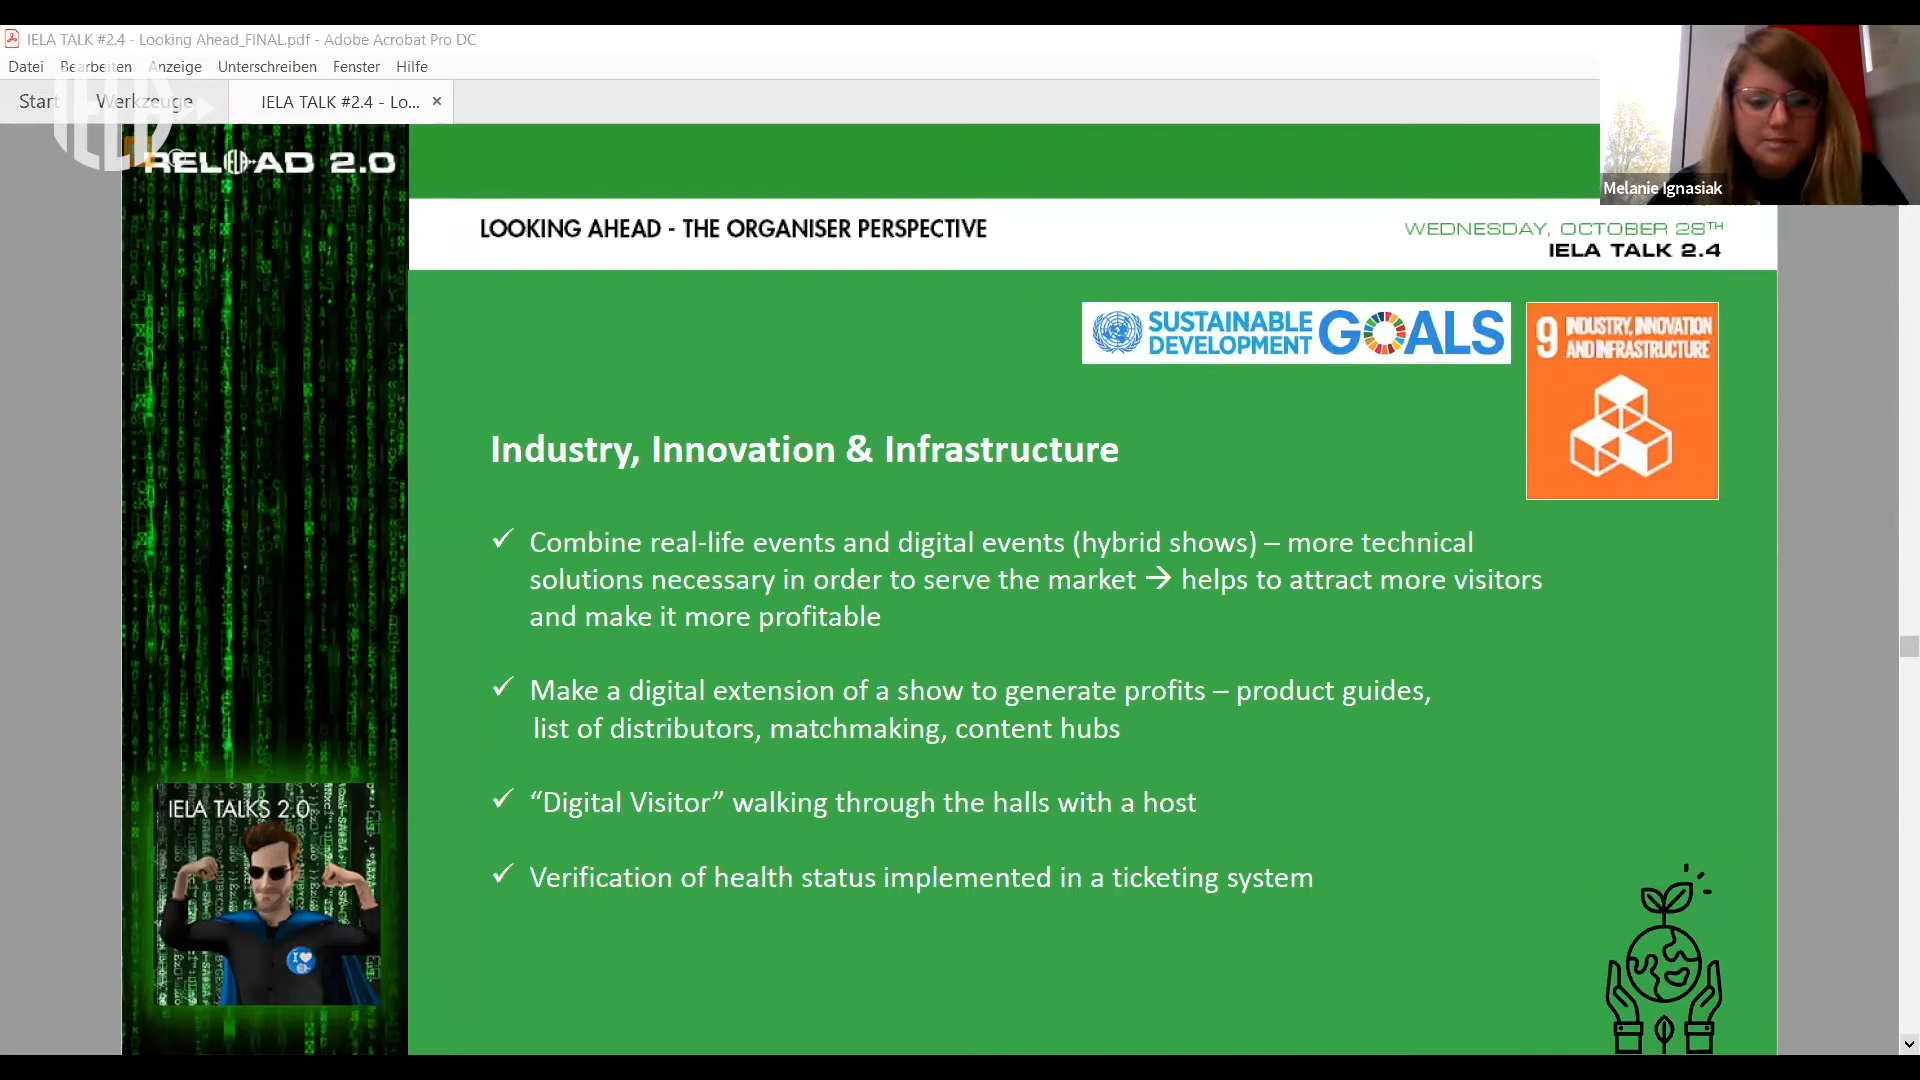 IELA TALK #2.4 - Looking Ahead_FINAL.pdf - Adobe Acrobat Pro DC
Datei Bearbeiten Anzeige Unterschreiben Fenster Hilfe
Start Werkzeuge IELA TALK #2.4 - Lo... ×
IELA
RELOAD 2.0
Melanie Ignasiak
LOOKING AHEAD - THE ORGANISER PERSPECTIVE
WEDNESDAY, OCTOBER 28TH
IELA TALK 2.4
SUSTAINABLE
DEVELOPMENT GOALS
9 INDUSTRY, INNOVATION
AND INFRASTRUCTURE
Industry, Innovation & Infrastructure
✓ Combine real-life events and digital events (hybrid shows) – more technical
solutions necessary in order to serve the market → helps to attract more visitors
and make it more profitable
✓ Make a digital extension of a show to generate profits – product guides,
list of distributors, matchmaking, content hubs
✓ “Digital Visitor” walking through the halls with a host
✓ Verification of health status implemented in a ticketing system
IELA TALKS 2.0